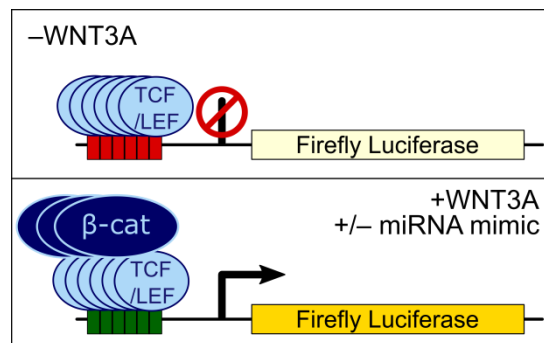 –WNT3A
TCF
/LEF
Firefly Luciferase
+WNT3A
+/– miRNA mimic
β-cat
TCF
/LEF
Firefly Luciferase